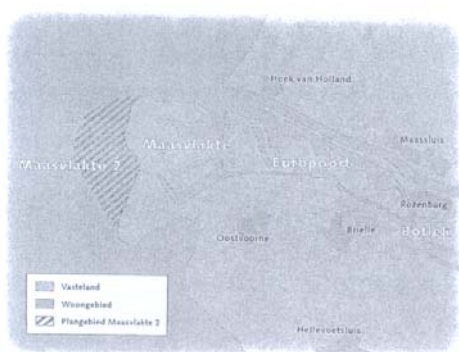 Hoek van Holland
Maasvlakte
Maassluis
Maasvlakte 2
Europoort
Rozenburg
Oostvoorne
Brielle
Botlek
Vasteland
Woongebied
Plangebied Maasvlakte 2
Hellevoetsluis